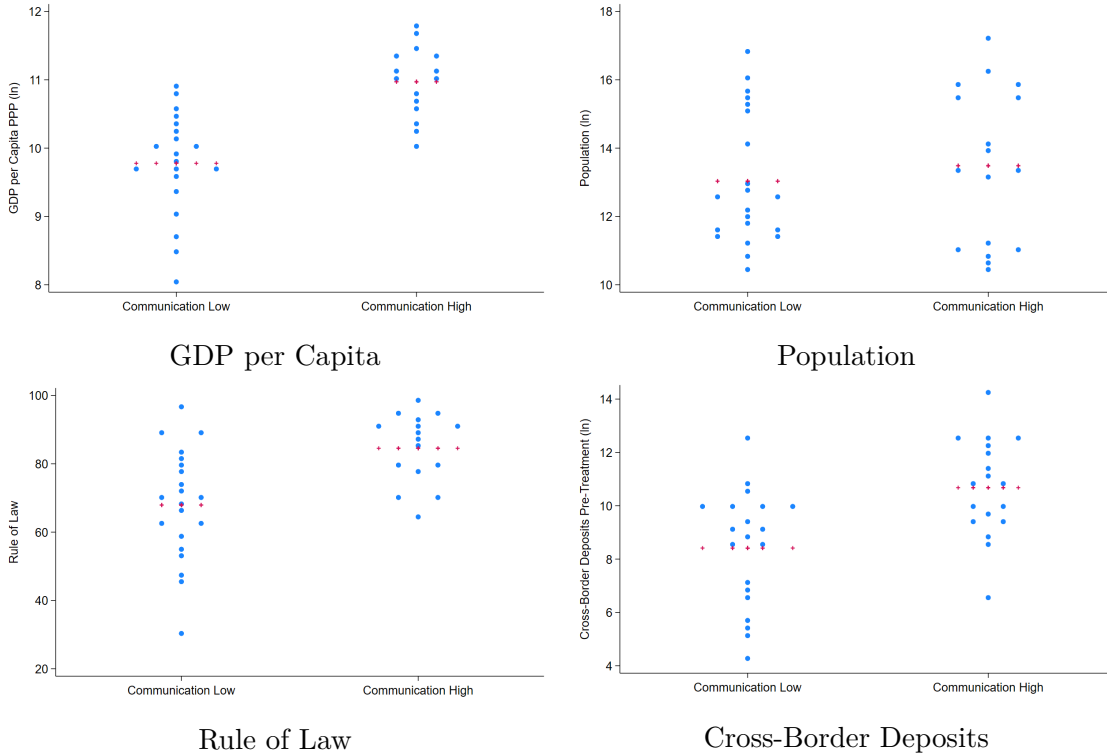 12
11
10
9
8
GDP per Capita PPP (ln)
Communication Low
Communication High
GDP per Capita
18
16
14
12
10
Population (ln)
Communication Low
Communication High
Population
100
80
60
40
20
Rule of Law
Communication Low
Communication High
Rule of Law
14
12
10
8
6
4
Cross-Border Deposits Pre-Treatment (ln)
Communication Low
Communication High
Cross-Border Deposits